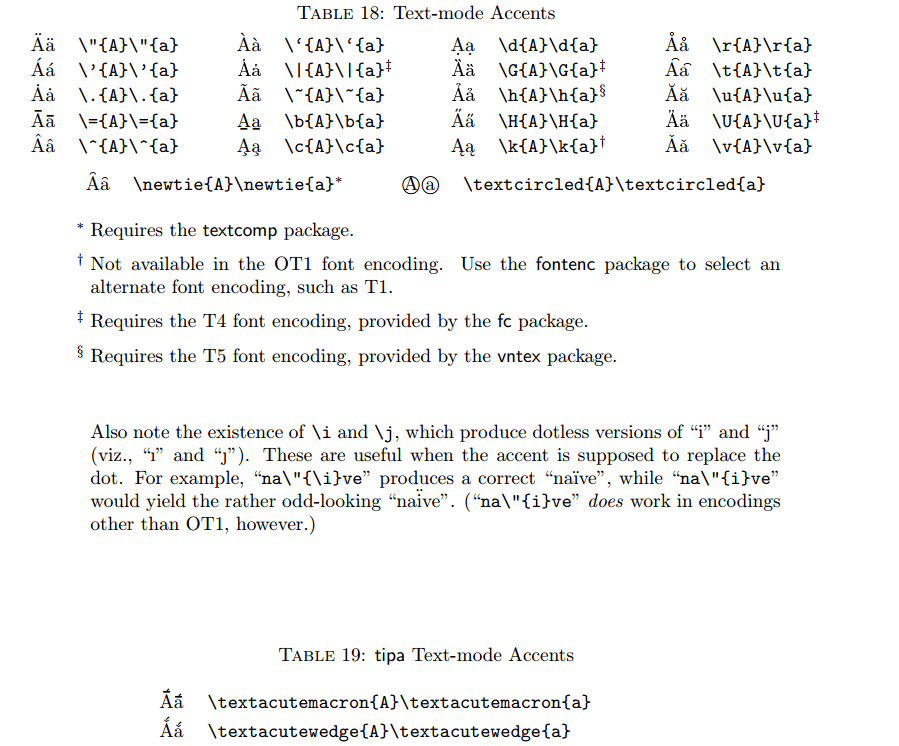 TABLE 18: Text-mode Accents
Ää \"{A}\"{a} Àà \`{A}\`{a} Ạạ \d{A}\d{a} Åå \r{A}\r{a}
Áá \'{A}\'{a} A̍a̍ \|{A}\|{a}‡ Ȁȁ \G{A}\G{a}‡ A͡a͡ \t{A}\t{a}
Ȧȧ \.{A}\.{a} Ãã \~{A}\~{a} Ảả \h{A}\h{a}§ Ăă \u{A}\u{a}
Āā \={A}\={a} A̱a̱ \b{A}\b{a} A̋a̋ \H{A}\H{a} A̎a̎ \U{A}\U{a}‡
Ââ \^{A}\^{a} A̧a̧ \c{A}\c{a} Ąą \k{A}\k{a}† Ǎǎ \v{A}\v{a}
A͡a͡ \newtie{A}\newtie{a}* Ⓐⓐ \textcircled{A}\textcircled{a}
* Requires the textcomp package.
† Not available in the OT1 font encoding. Use the fontenc package to select an
alternate font encoding, such as T1.
‡ Requires the T4 font encoding, provided by the fc package.
§ Requires the T5 font encoding, provided by the vntex package.
Also note the existence of \i and \j, which produce dotless versions of “i” and “j”
(viz., “ı” and “ȷ”). These are useful when the accent is supposed to replace the
dot. For example, “na\"{\i}ve” produces a correct “naïve”, while “na\"{i}ve”
would yield the rather odd-looking “nai̇̈ve”. (“na\"{i}ve” does work in encodings
other than OT1, however.)
TABLE 19: tipa Text-mode Accents
Ā́ā́ \textacutemacron{A}\textacutemacron{a}
Ǎ́ǎ́ \textacutewedge{A}\textacutewedge{a}